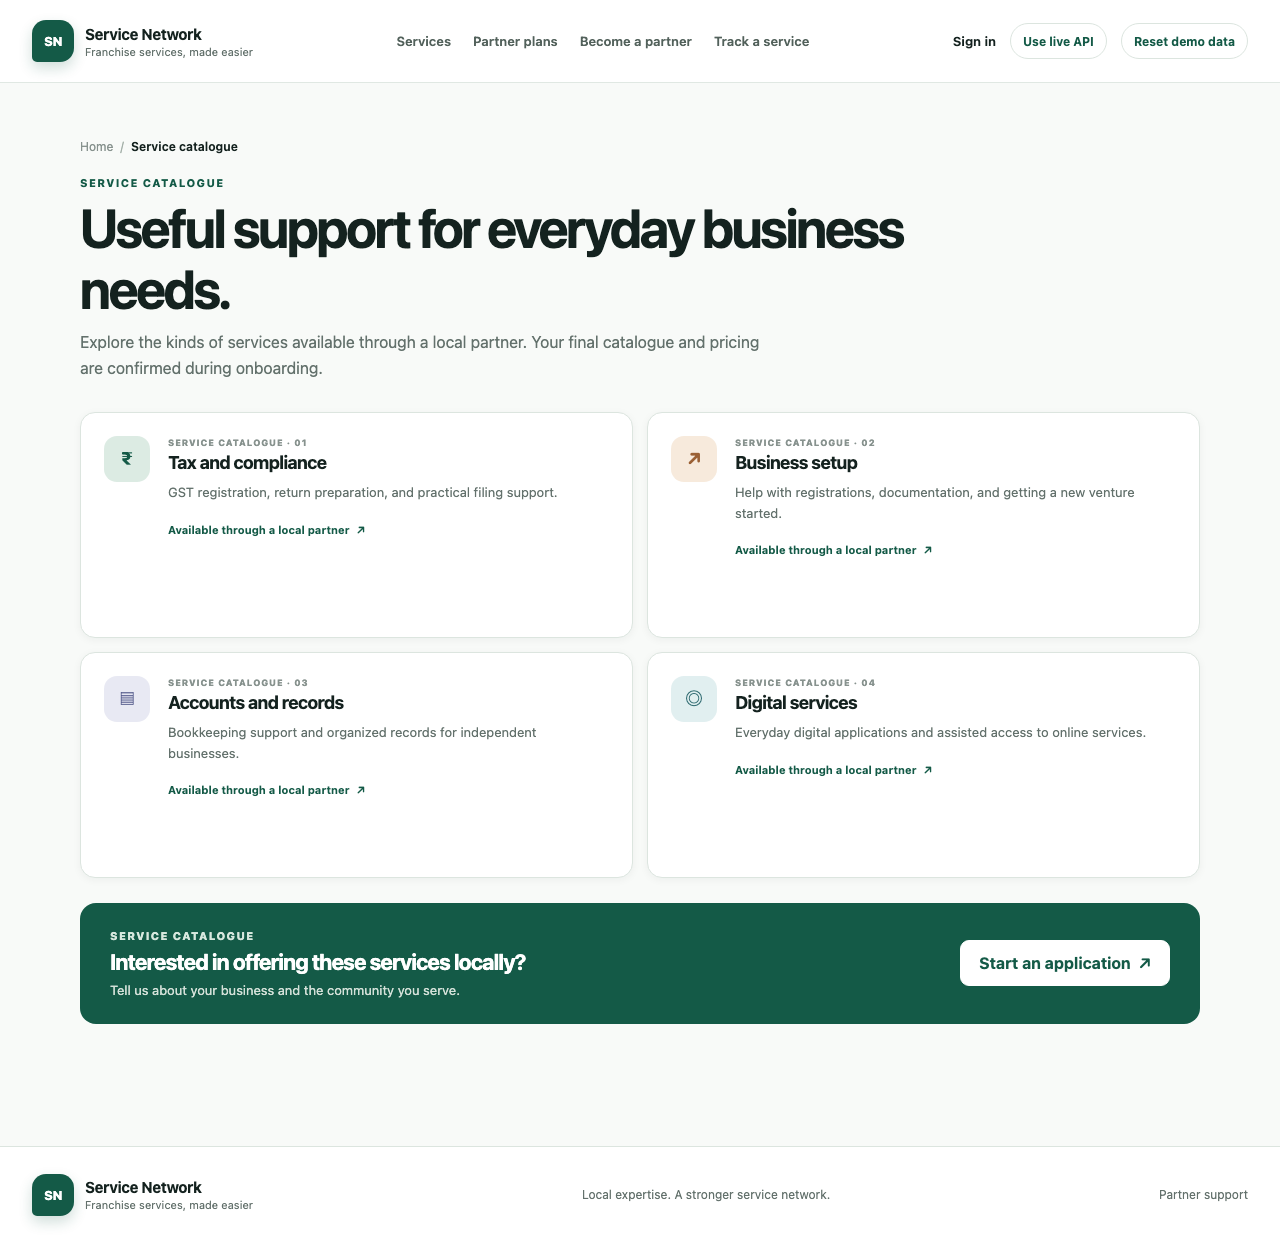 SN
Service Network
Franchise services, made easier
Services
Partner plans
Become a partner
Track a service
Sign in
Use live API
Reset demo data
Home / Service catalogue
SERVICE CATALOGUE
Useful support for everyday business
needs.
Explore the kinds of services available through a local partner. Your final catalogue and pricing
are confirmed during onboarding.
₹
SERVICE CATALOGUE · 01
Tax and compliance
GST registration, return preparation, and practical filing support.
Available through a local partner ↗
SERVICE CATALOGUE · 02
Business setup
Help with registrations, documentation, and getting a new venture
started.
Available through a local partner ↗
SERVICE CATALOGUE · 03
Accounts and records
Bookkeeping support and organized records for independent
businesses.
Available through a local partner ↗
SERVICE CATALOGUE · 04
Digital services
Everyday digital applications and assisted access to online services.
Available through a local partner ↗
SERVICE CATALOGUE
Interested in offering these services locally?
Tell us about your business and the community you serve.
Start an application ↗
SN
Service Network
Franchise services, made easier
Local expertise. A stronger service network.
Partner support